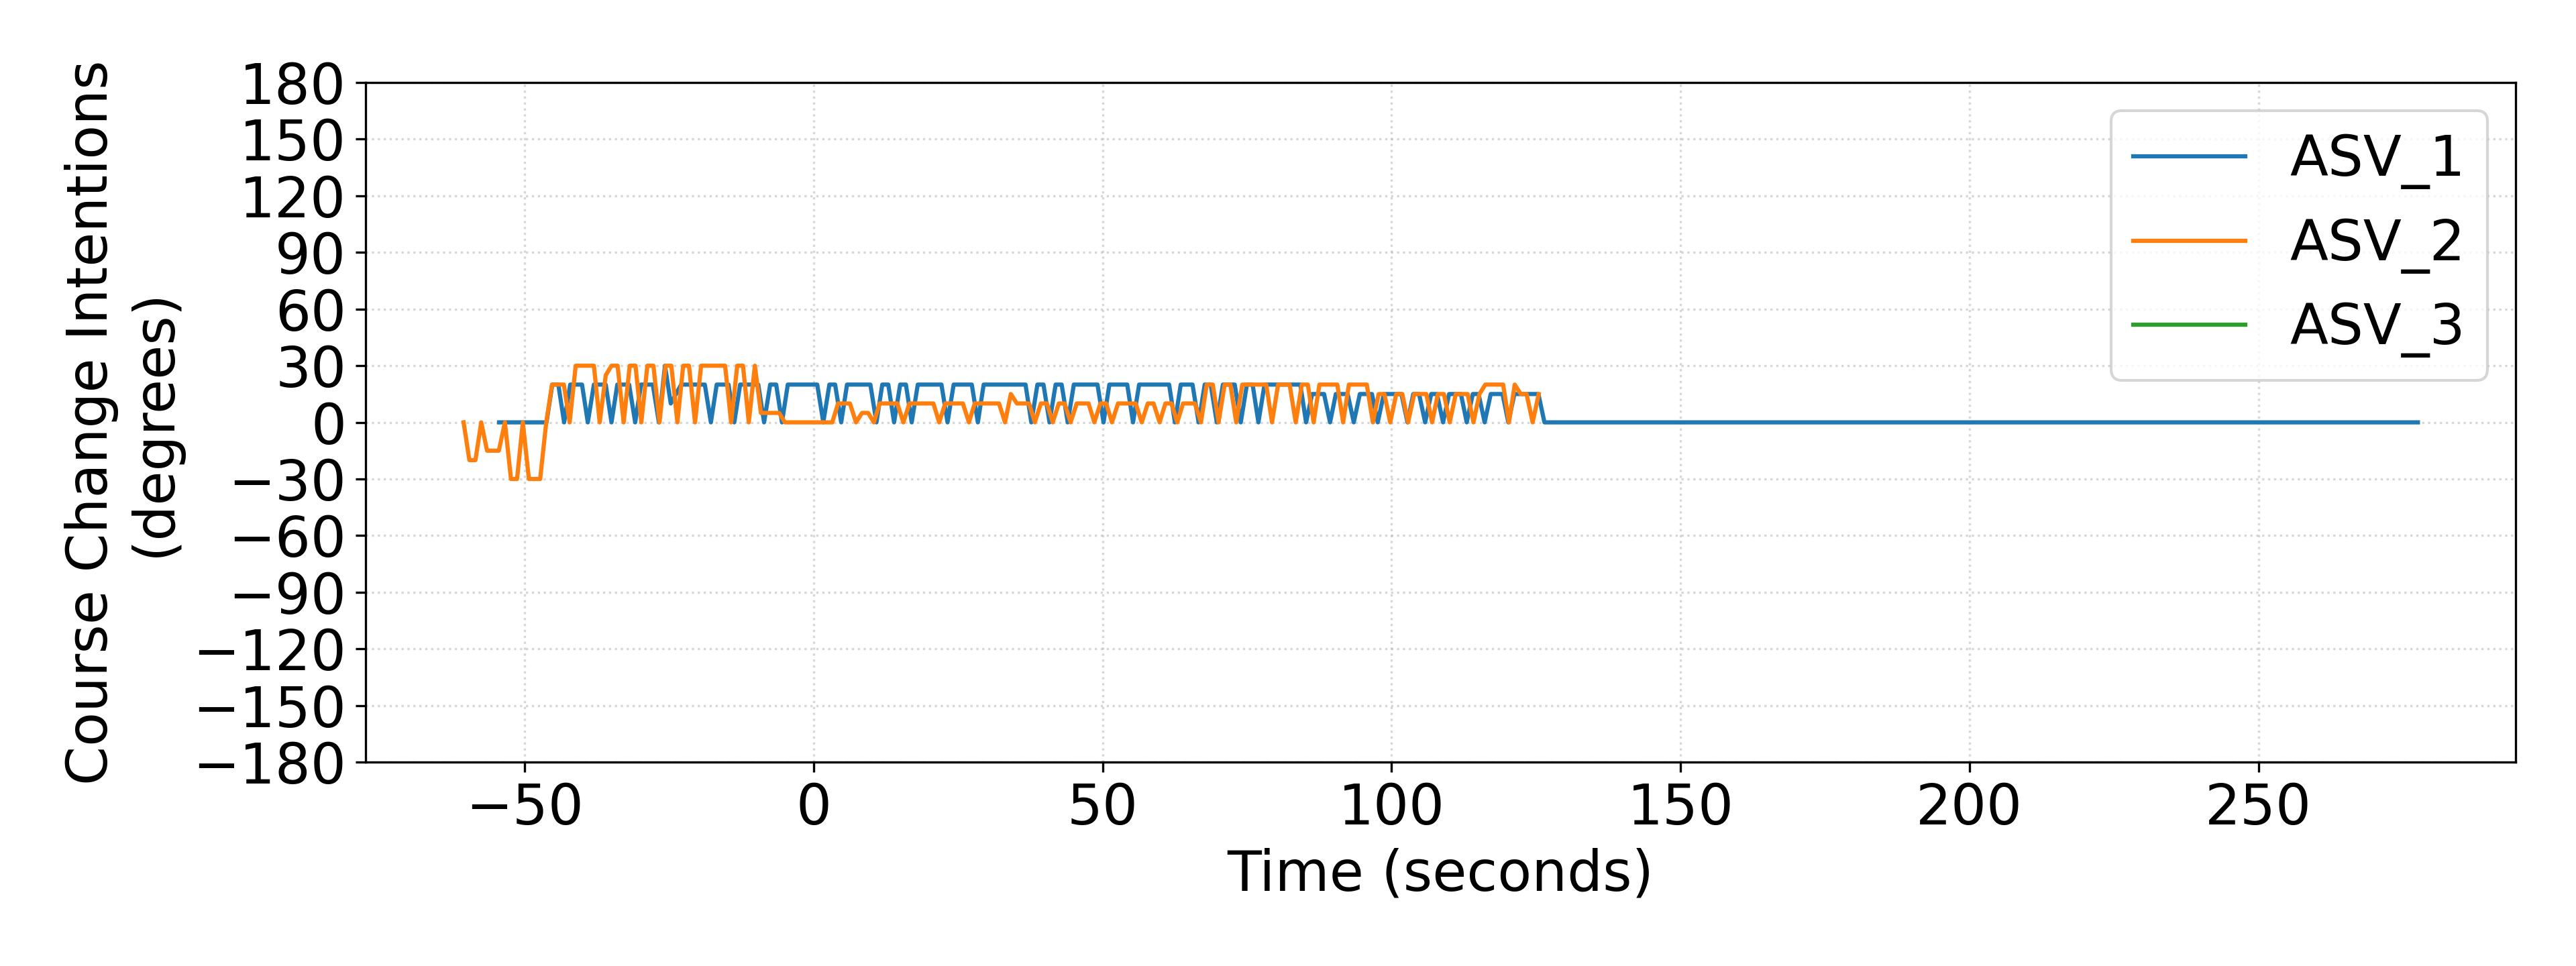 Course Change Intentions
(degrees)
180
150
120
90
60
30
0
−30
−60
−90
−120
−150
−180
ASV_1
ASV_2
ASV_3
−50 0 50 100 150 200 250
Time (seconds)